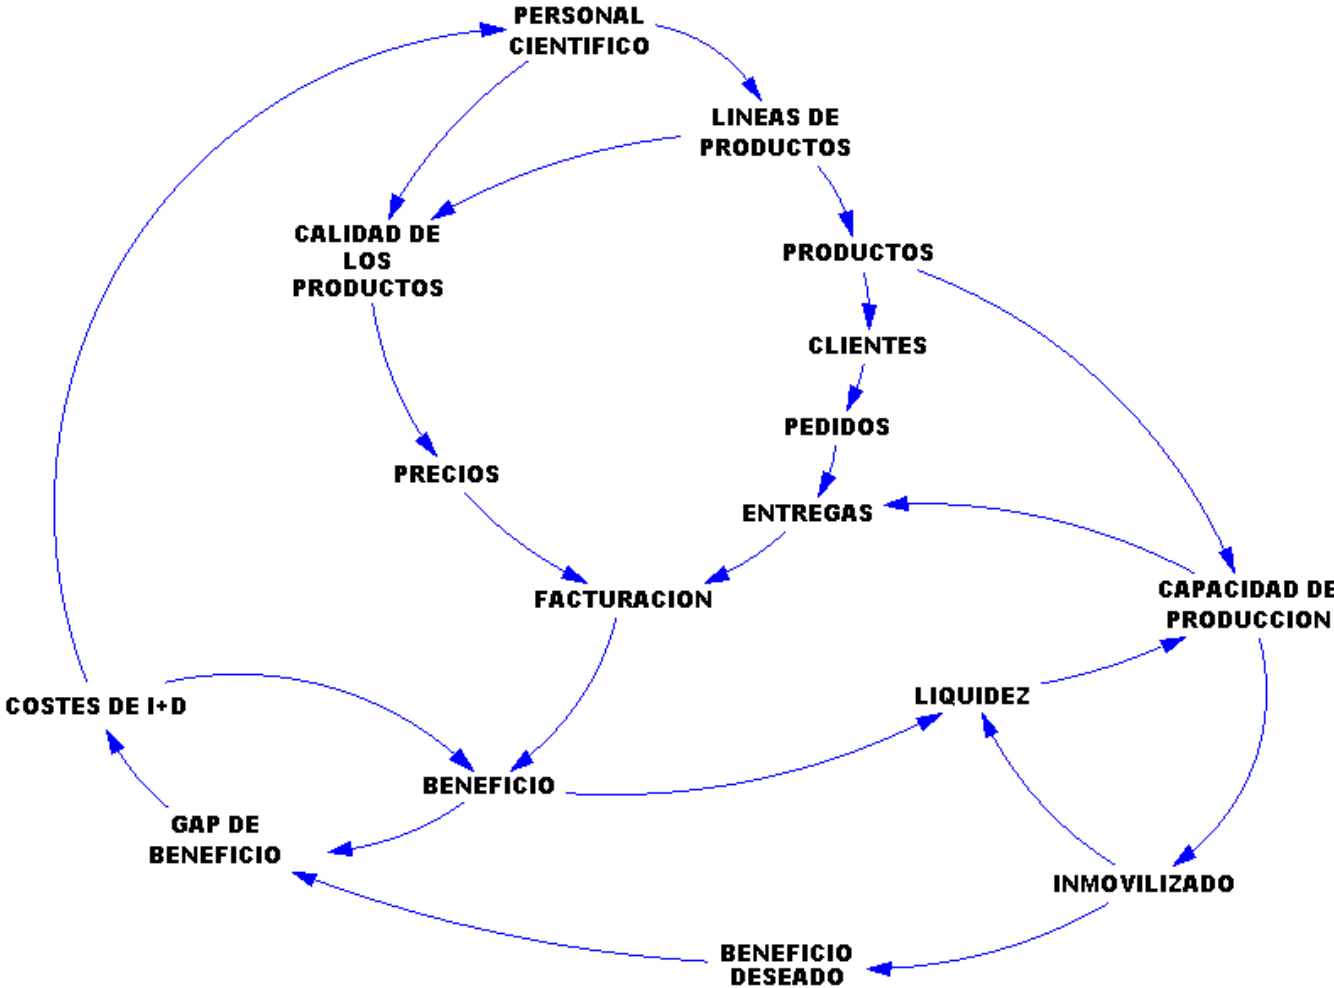 PERSONAL
CIENTIFICO
LINEAS DE
PRODUCTOS
CALIDAD DE
LOS
PRODUCTOS
PRODUCTOS
CLIENTES
PEDIDOS
PRECIOS
ENTREGAS
FACTURACION
CAPACIDAD DE
PRODUCCION
COSTES DE I+D
LIQUIDEZ
BENEFICIO
GAP DE
BENEFICIO
INMOVILIZADO
BENEFICIO
DESEADO